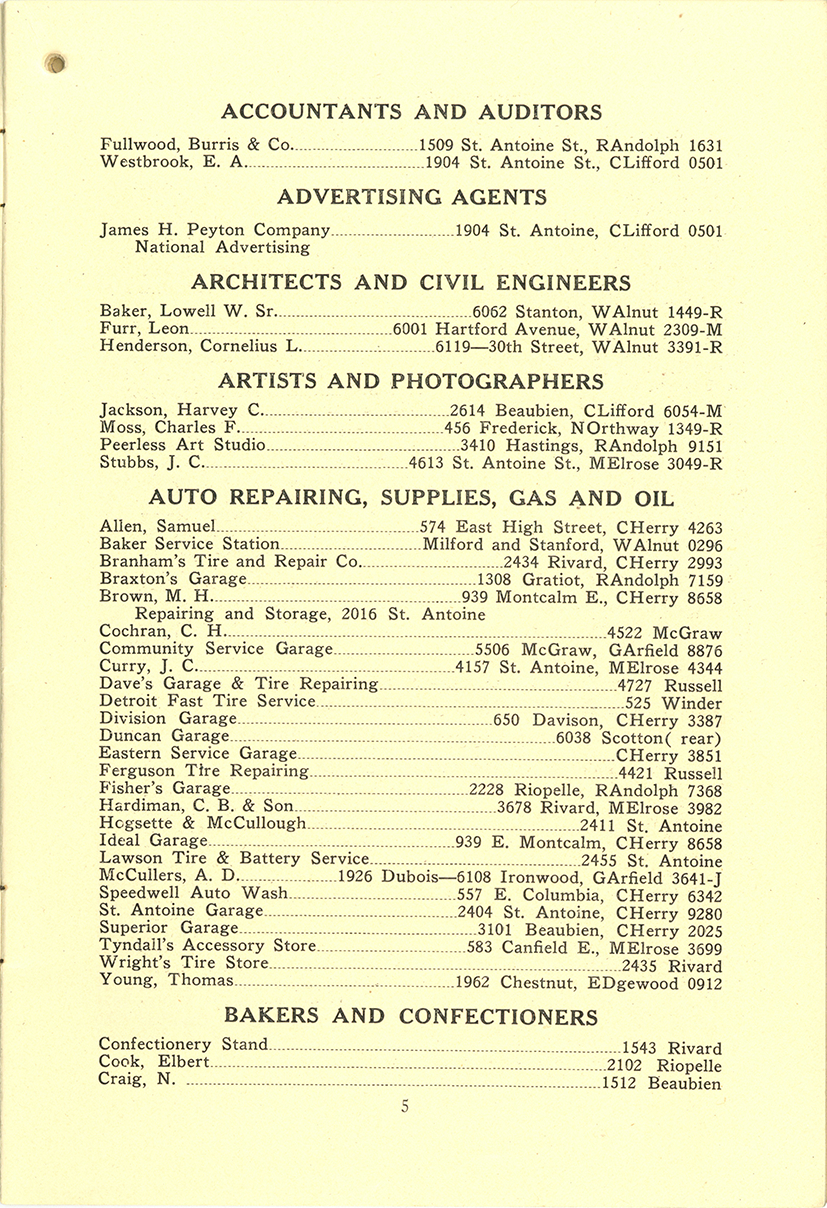 ACCOUNTANTS AND AUDITORS
Fullwood, Burris & Co. 1509 St. Antoine St., RAndolph 1631
Westbrook, E. A. 1904 St. Antoine St., CLifford 0501
ADVERTISING AGENTS
James H. Peyton Company 1904 St. Antoine, CLifford 0501
National Advertising
ARCHITECTS AND CIVIL ENGINEERS
Baker, Lowell W. Sr. 6062 Stanton, WAlnut 1449-R
Furr, Leon 6001 Hartford Avenue, WAlnut 2309-M
Henderson, Cornelius L. 6119—30th Street, WAlnut 3391-R
ARTISTS AND PHOTOGRAPHERS
Jackson, Harvey C. 2614 Beaubien, CLifford 6054-M
Moss, Charles F. 456 Frederick, NOrthway 1349-R
Peerless Art Studio 3410 Hastings, RAndolph 9151
Stubbs, J. C. 4613 St. Antoine St., MElrose 3049-R
AUTO REPAIRING, SUPPLIES, GAS AND OIL
Allen, Samuel 574 East High Street, CHerry 4263
Baker Service Station Milford and Stanford, WAlnut 0296
Branham's Tire and Repair Co. 2434 Rivard, CHerry 2993
Braxton's Garage 1308 Gratiot, RAndolph 7159
Brown, M. H. 939 Montcalm E., CHerry 8658
Repairing and Storage, 2016 St. Antoine
Cochran, C. H. 4522 McGraw
Community Service Garage 5506 McGraw, GArfield 8876
Curry, J. C. 4157 St. Antoine, MElrose 4344
Dave's Garage & Tire Repairing 4727 Russell
Detroit Fast Tire Service 525 Winder
Division Garage 650 Davison, CHerry 3387
Duncan Garage 6038 Scotton( rear)
Eastern Service Garage CHerry 3851
Ferguson Tire Repairing 4421 Russell
Fisher's Garage 2228 Riopelle, RAndolph 7368
Hardiman, C. B. & Son 3678 Rivard, MElrose 3982
Hogsette & McCullough 2411 St. Antoine
Ideal Garage 939 E. Montcalm, CHerry 8658
Lawson Tire & Battery Service 2455 St. Antoine
McCullers, A. D. 1926 Dubois—6108 Ironwood, GArfield 3641-J
Speedwell Auto Wash 557 E. Columbia, CHerry 6342
St. Antoine Garage 2404 St. Antoine, CHerry 9280
Superior Garage 3101 Beaubien, CHerry 2025
Tyndall's Accessory Store 583 Canfield E., MElrose 3699
Wright's Tire Store 2435 Rivard
Young, Thomas 1962 Chestnut, EDgewood 0912
BAKERS AND CONFECTIONERS
Confectionery Stand 1543 Rivard
Cook, Elbert 2102 Riopelle
Craig, N. 1512 Beaubien
5